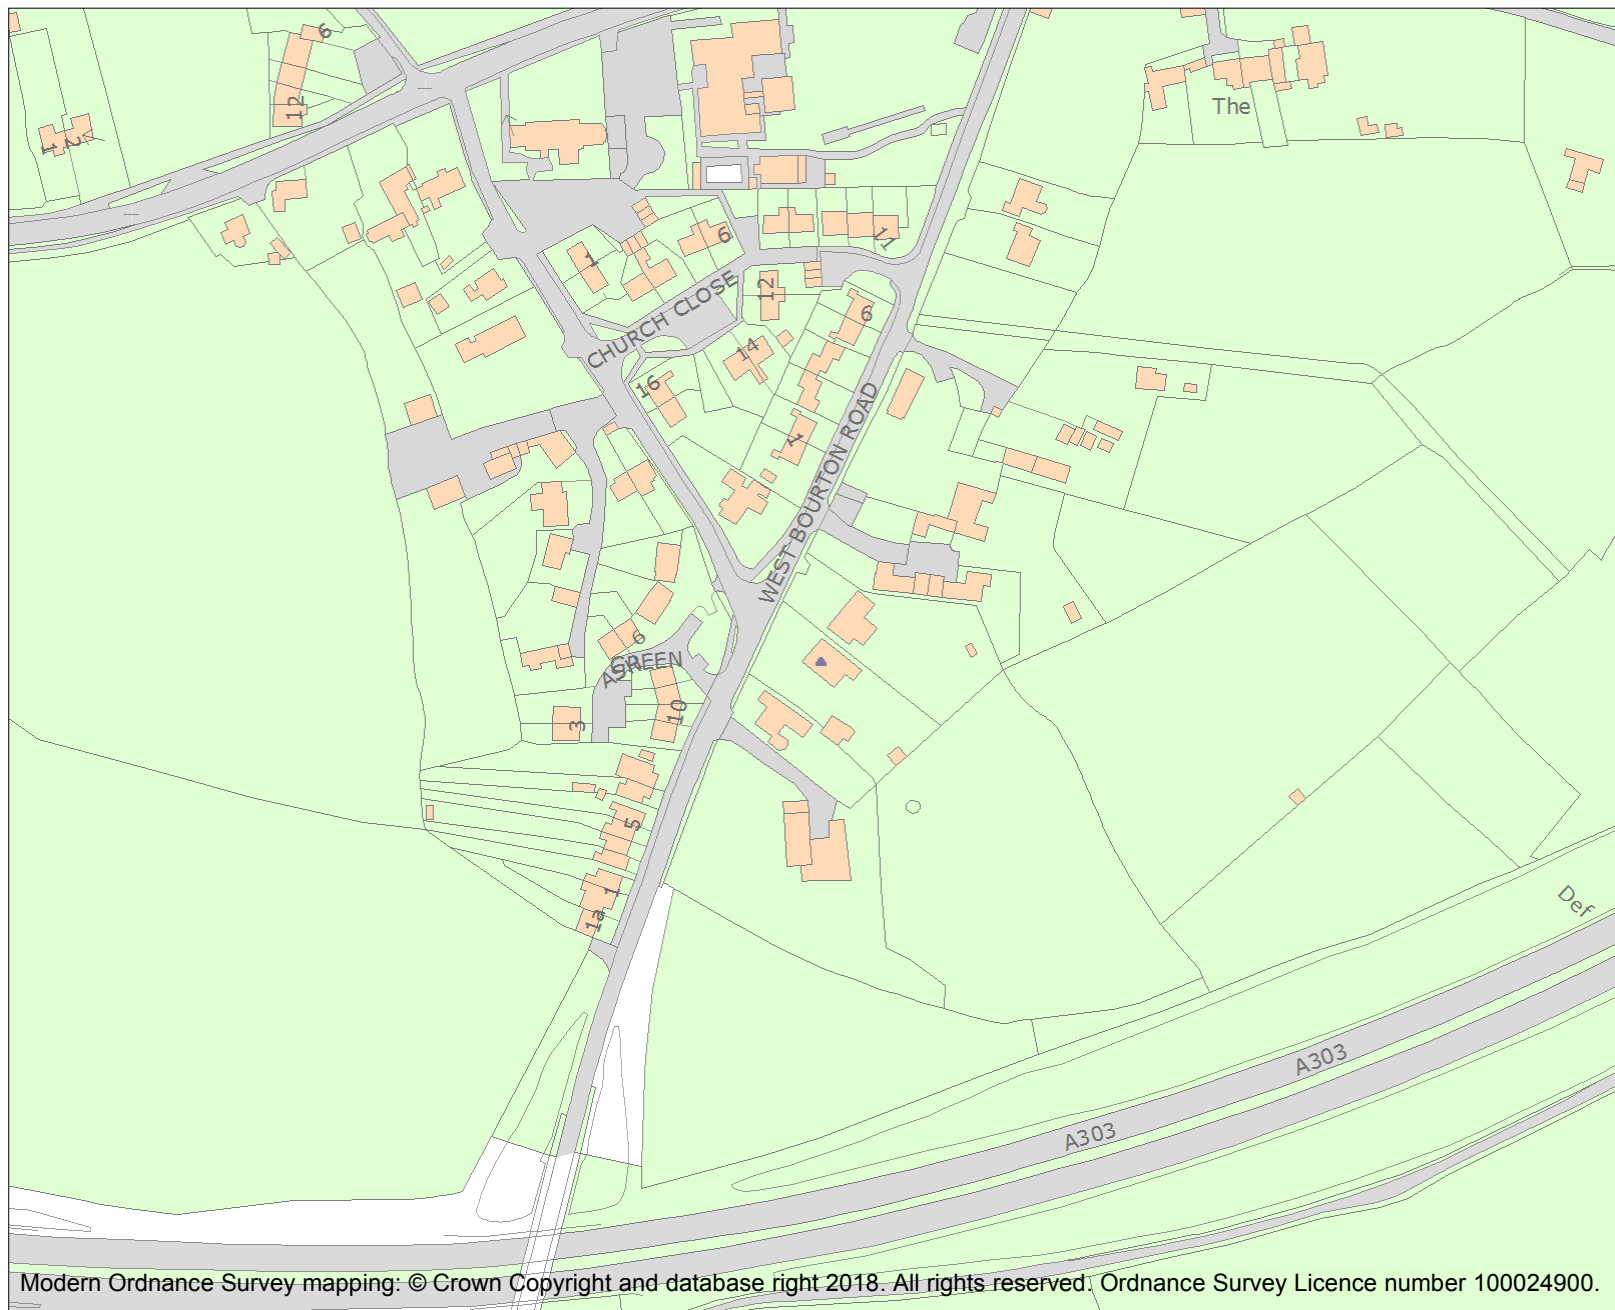 6
12
1
2
The
1
6
11
CHURCH CLOSE
12
6
14
16
1
WEST BOURTON ROAD
6
ASH GREEN
10
3
5
1
1a
Def
A303
A303
Modern Ordnance Survey mapping: © Crown Copyright and database right 2018. All rights reserved. Ordnance Survey Licence number 100024900.